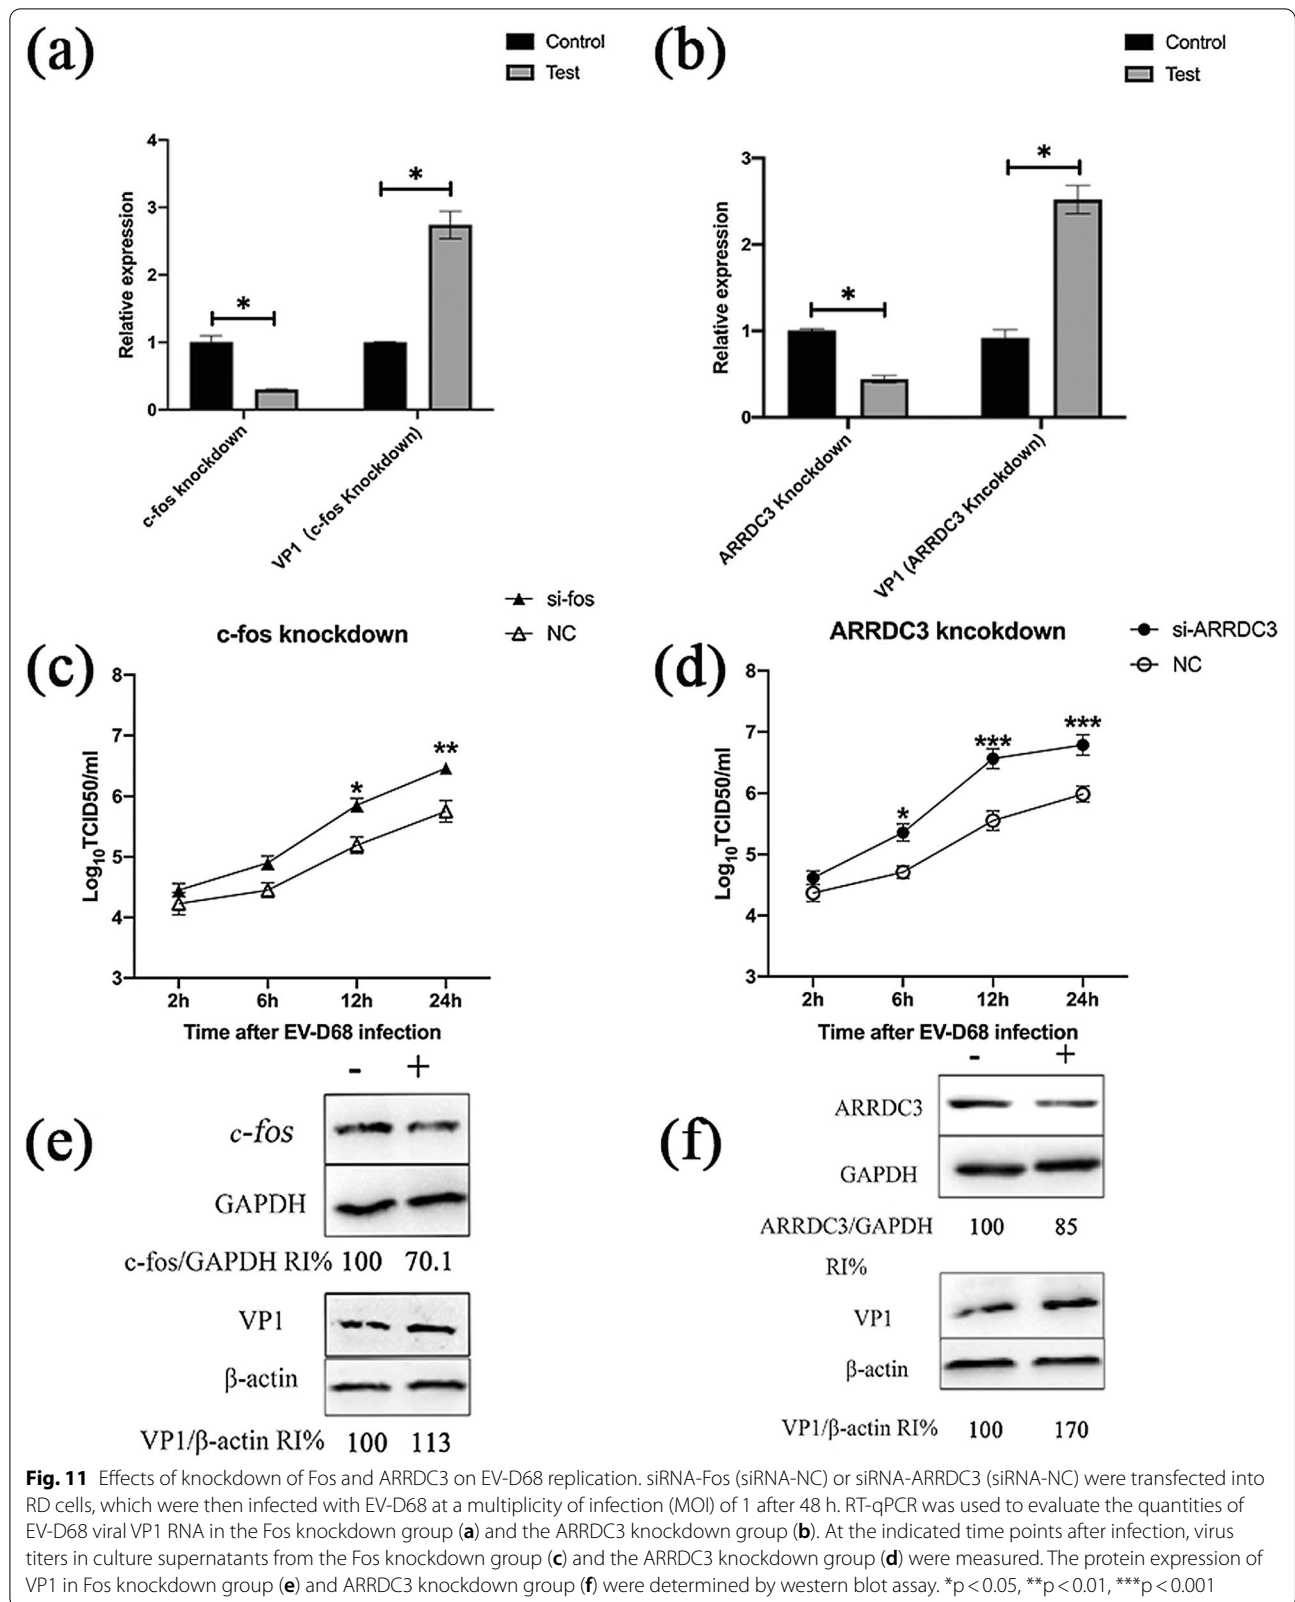 (a)
Control
Test
Relative expression
4
3
2
1
0
*
*
c-fos knockdown
VP1 (c-fos Knockdown)
(b)
Control
Test
Relative expression
3
2
1
0
*
*
ARRDC3 Knockdown
VP1 (ARRDC3 Kncokdown)
(c)
c-fos knockdown
si-fos
NC
Log10TCID50/ml
8
7
6
5
4
3
*
**
2h 6h 12h 24h
Time after EV-D68 infection
(d)
ARRDC3 kncokdown
si-ARRDC3
NC
Log10TCID50/ml
8
7
6
5
4
3
*
***
***
2h 6h 12h 24h
Time after EV-D68 infection
(e)
- +
c-fos
GAPDH
c-fos/GAPDH RI% 100 70.1
VP1
β-actin
VP1/β-actin RI% 100 113
(f)
- +
ARRDC3
GAPDH
ARRDC3/GAPDH 100 85
RI%
VP1
β-actin
VP1/β-actin RI% 100 170
Fig. 11 Effects of knockdown of Fos and ARRDC3 on EV-D68 replication. siRNA-Fos (siRNA-NC) or siRNA-ARRDC3 (siRNA-NC) were transfected into
RD cells, which were then infected with EV-D68 at a multiplicity of infection (MOI) of 1 after 48 h. RT-qPCR was used to evaluate the quantities of
EV-D68 viral VP1 RNA in the Fos knockdown group (a) and the ARRDC3 knockdown group (b). At the indicated time points after infection, virus
titers in culture supernatants from the Fos knockdown group (c) and the ARRDC3 knockdown group (d) were measured. The protein expression of
VP1 in Fos knockdown group (e) and ARRDC3 knockdown group (f) were determined by western blot assay. *p < 0.05, **p < 0.01, ***p < 0.001